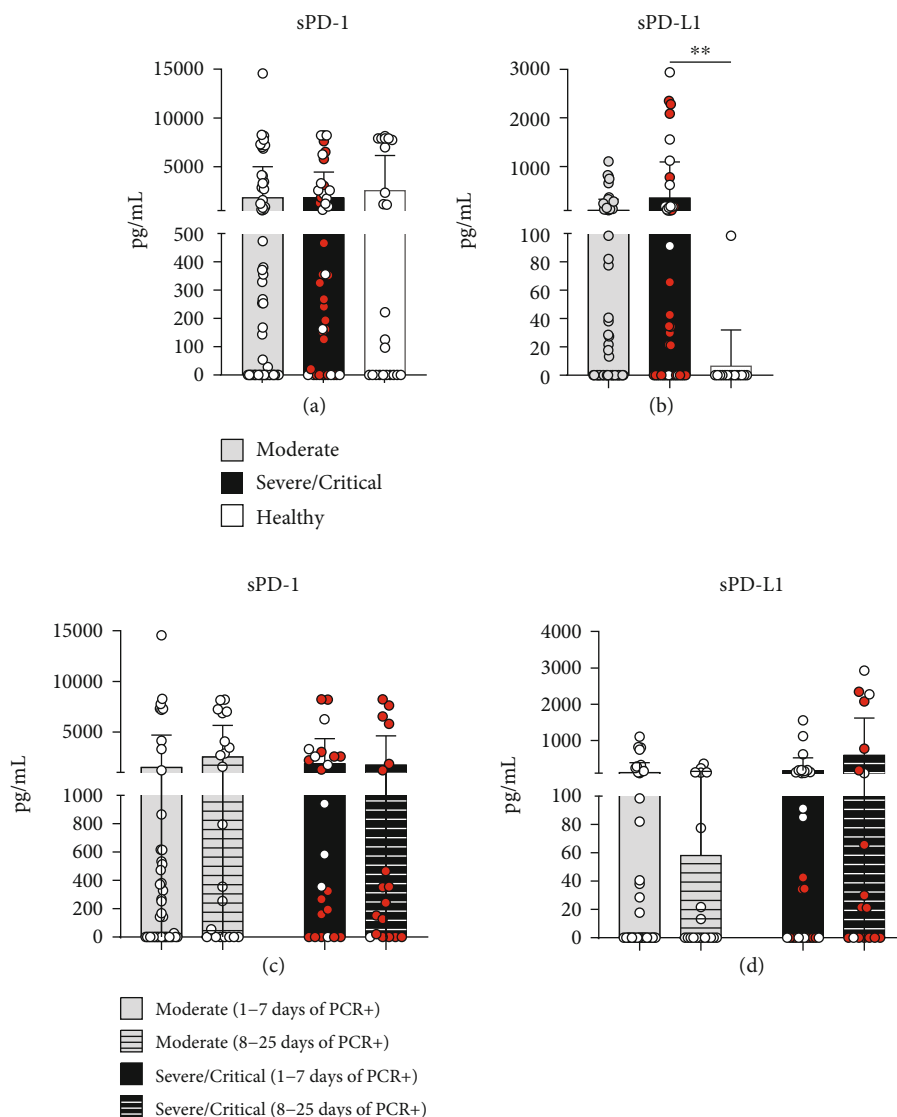 sPD-1
15000
10000
5000
500
400
300
200
100
0
pg/mL
(a)
sPD-L1
**
3000
2000
1000
100
80
60
40
20
0
pg/mL
(b)
Moderate
Severe/Critical
Healthy
sPD-1
15000
10000
5000
1000
800
600
400
200
0
pg/mL
(c)
sPD-L1
4000
3000
2000
1000
100
80
60
40
20
0
pg/mL
(d)
Moderate (1–7 days of PCR+)
Moderate (8–25 days of PCR+)
Severe/Critical (1–7 days of PCR+)
Severe/Critical (8–25 days of PCR+)